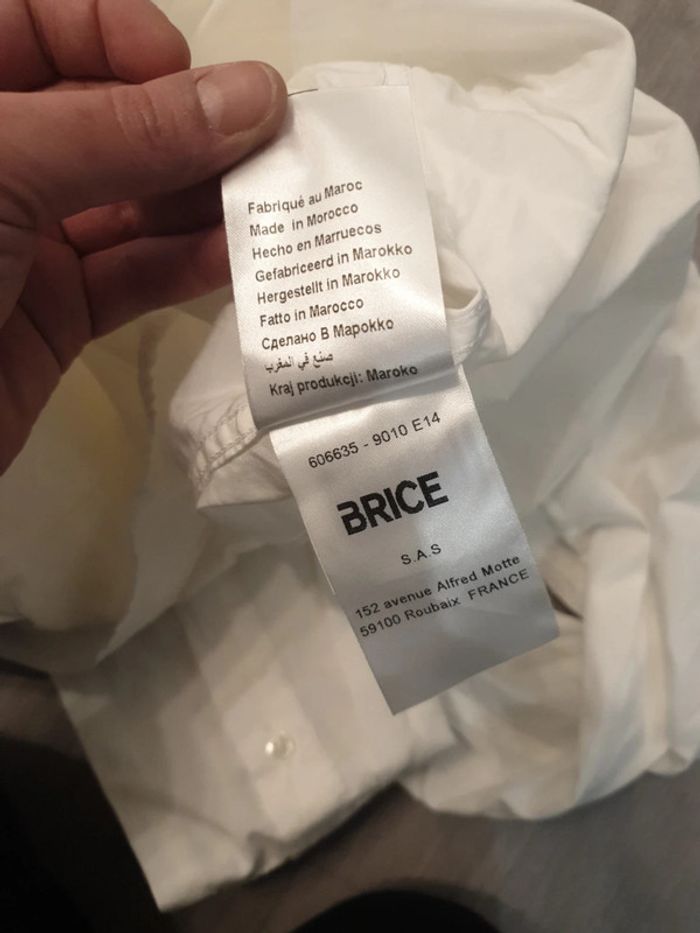 Fabriqué au Maroc
Made in Morocco
Hecho en Marruecos
Gefabriceerd in Marokko
Hergestellt in Marokko
Fatto in Marocco
Сделано В Марокко
صنع في المغرب
Kraj produkcji: Maroko
606635 - 9010 E14
BRICE
S.A.S
152 avenue Alfred Motte
59100 Roubaix FRANCE